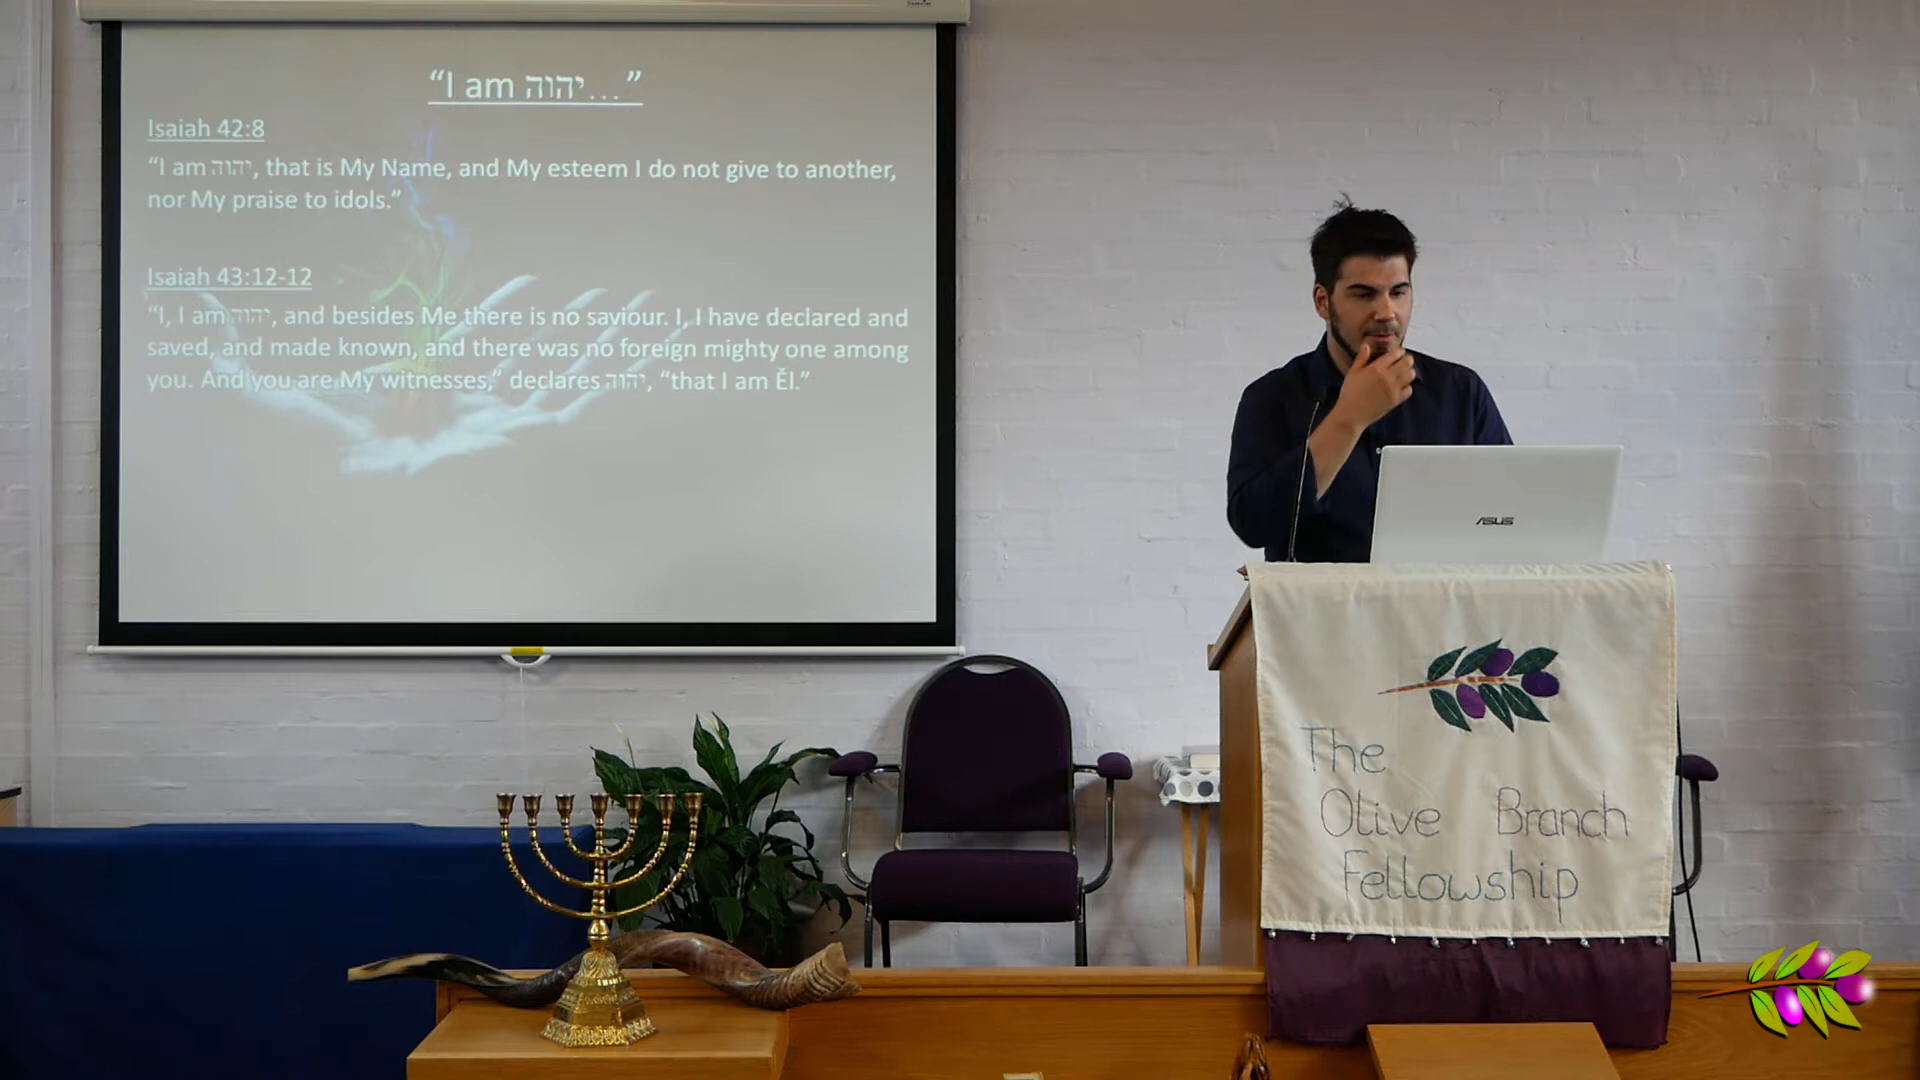 “I am יהוה…”
Isaiah 42:8
“I am יהוה, that is My Name, and My esteem I do not give to another,
nor My praise to idols.”
Isaiah 43:12-12
“I, I am יהוה, and besides Me there is no saviour. I, I have declared and
saved, and made known, and there was no foreign mighty one among
you. And you are My witnesses,” declares יהוה, “that I am Ěl.”
ASUS
The
Olive Branch
Fellowship